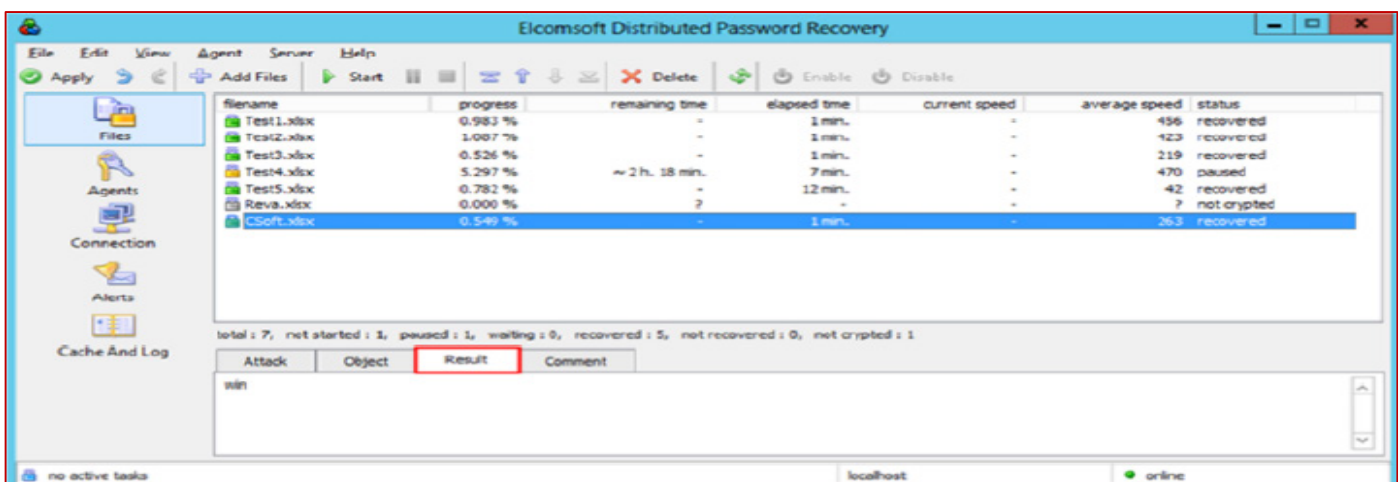 Elcomsoft Distributed Password Recovery
File Edit View Agent Server Help
Apply Add Files Start Delete Enable Disable
filename progress remaining time elapsed time current speed average speed status
Test1.xlsx 0.983 % - 1 min. - 456 recovered
Test2.xlsx 1.087 % - 1 min. - 423 recovered
Test3.xlsx 0.526 % - 1 min. - 219 recovered
Test4.xlsx 5.297 % ~ 2 h. 18 min. 7 min. - 470 paused
Test5.xlsx 0.782 % - 12 min. - 42 recovered
Reva.xlsx 0.000 % ? - - ? not crypted
CSoft.xlsx 0.549 % - 1 min. - 263 recovered
Files
Agents
Connection
Alerts
Cache And Log
total : 7, not started : 1, paused : 1, waiting : 0, recovered : 5, not recovered : 0, not crypted : 1
Attack Object Result Comment
win
no active tasks localhost online